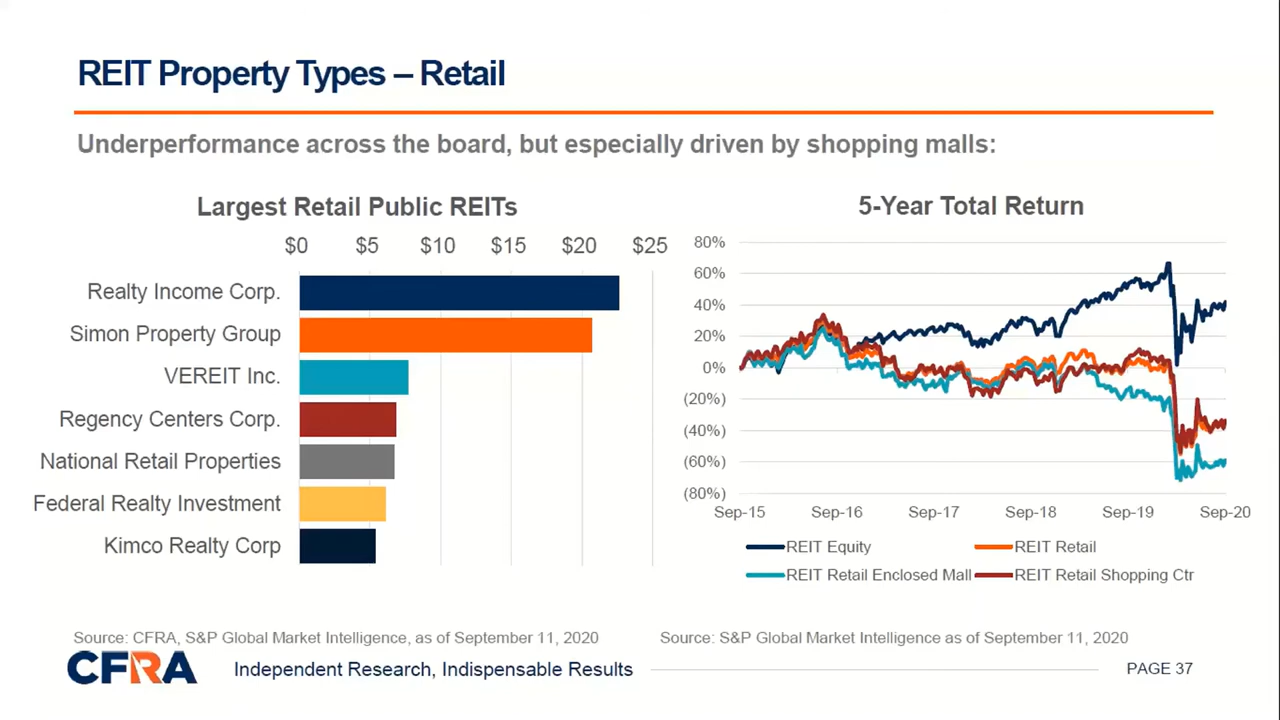 REIT Property Types – Retail
Underperformance across the board, but especially driven by shopping malls:
Largest Retail Public REITs
$0 $5 $10 $15 $20 $25
Realty Income Corp.
Simon Property Group
VEREIT Inc.
Regency Centers Corp.
National Retail Properties
Federal Realty Investment
Kimco Realty Corp
Source: CFRA, S&P Global Market Intelligence, as of September 11, 2020
5-Year Total Return
80%
60%
40%
20%
0%
(20%)
(40%)
(60%)
(80%)
Sep-15 Sep-16 Sep-17 Sep-18 Sep-19 Sep-20
REIT Equity REIT Retail
REIT Retail Enclosed Mall REIT Retail Shopping Ctr
Source: S&P Global Market Intelligence as of September 11, 2020
CFRA Independent Research, Indispensable Results PAGE 37